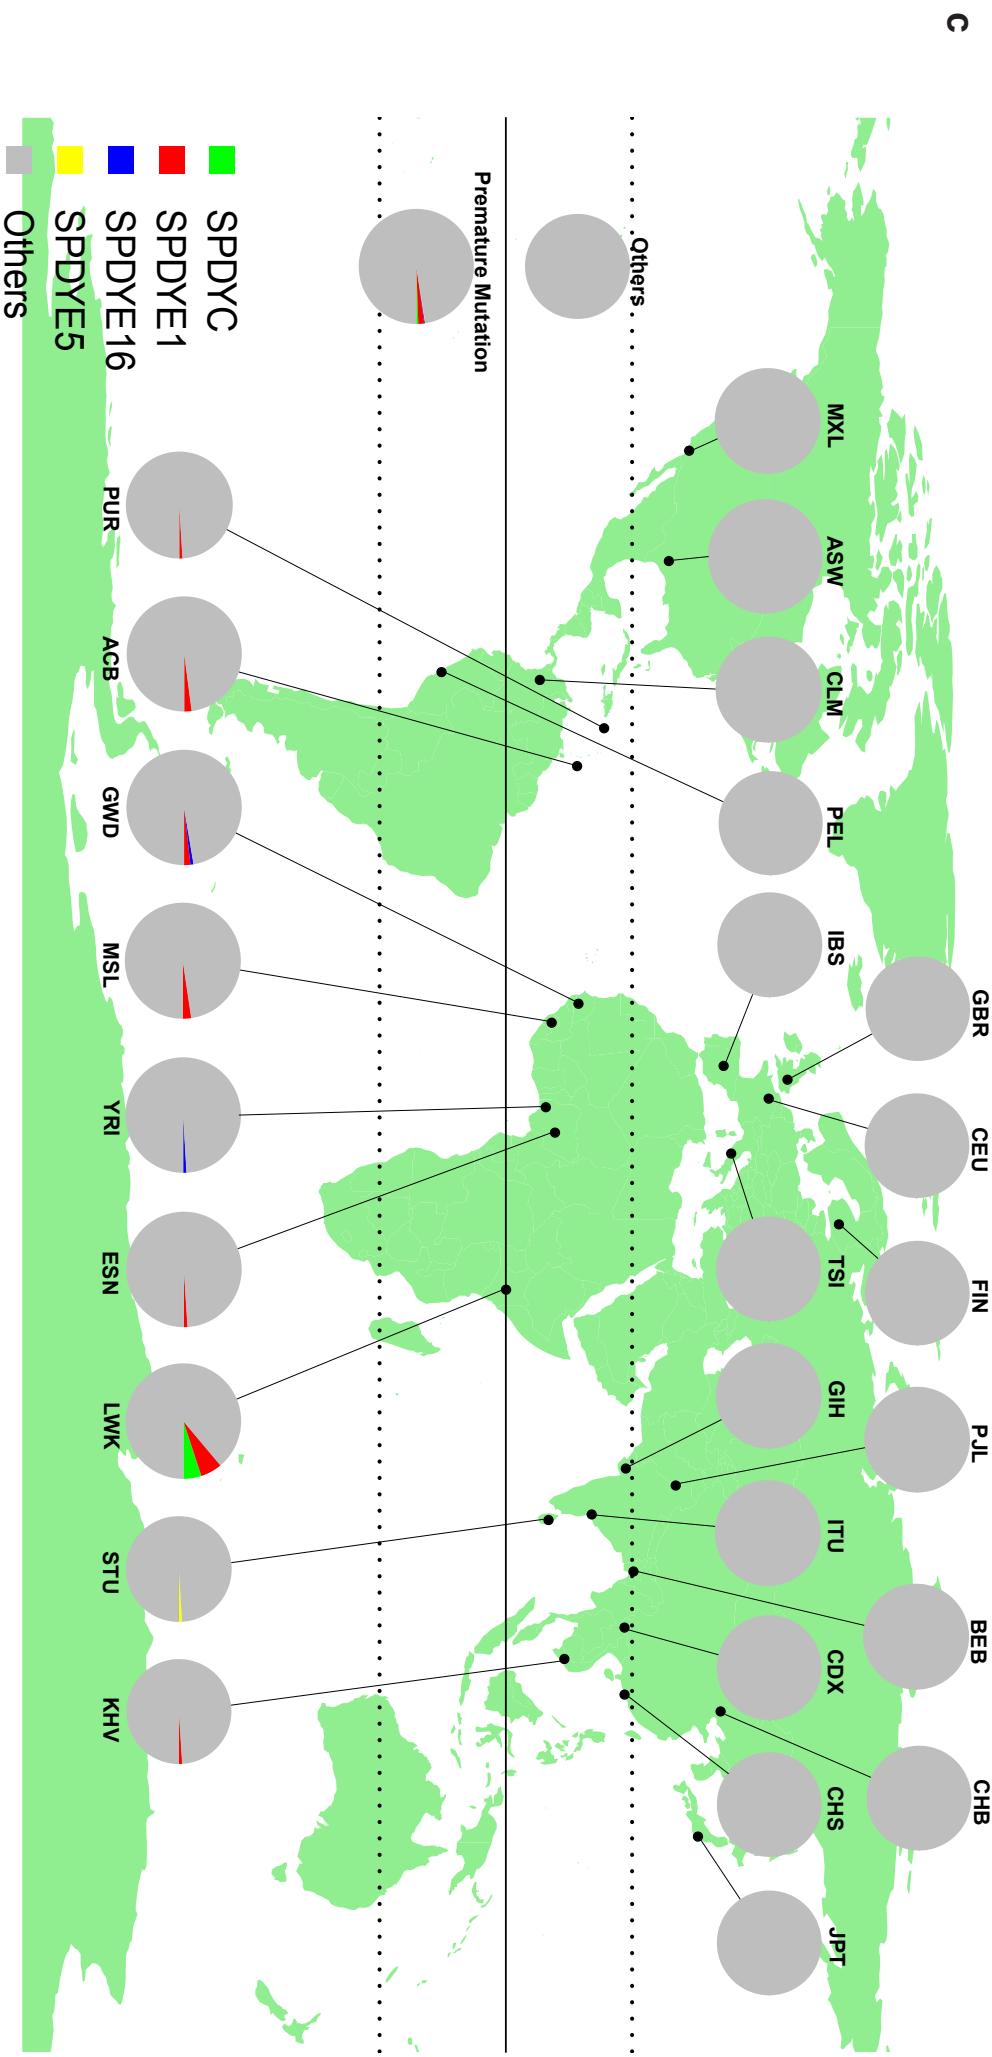 c
GBR
CEU
FIN
PJL
BEB
CHB
MXL
ASW
CLM
PEL
IBS
TSI
GIH
ITU
CDX
CHS
JPT
Others
Premature Mutation
SPDYC
SPDYE1
SPDYE16
SPDYE5
Others
PUR
ACB
GWD
MSL
YRI
ESN
LWK
STU
KHV